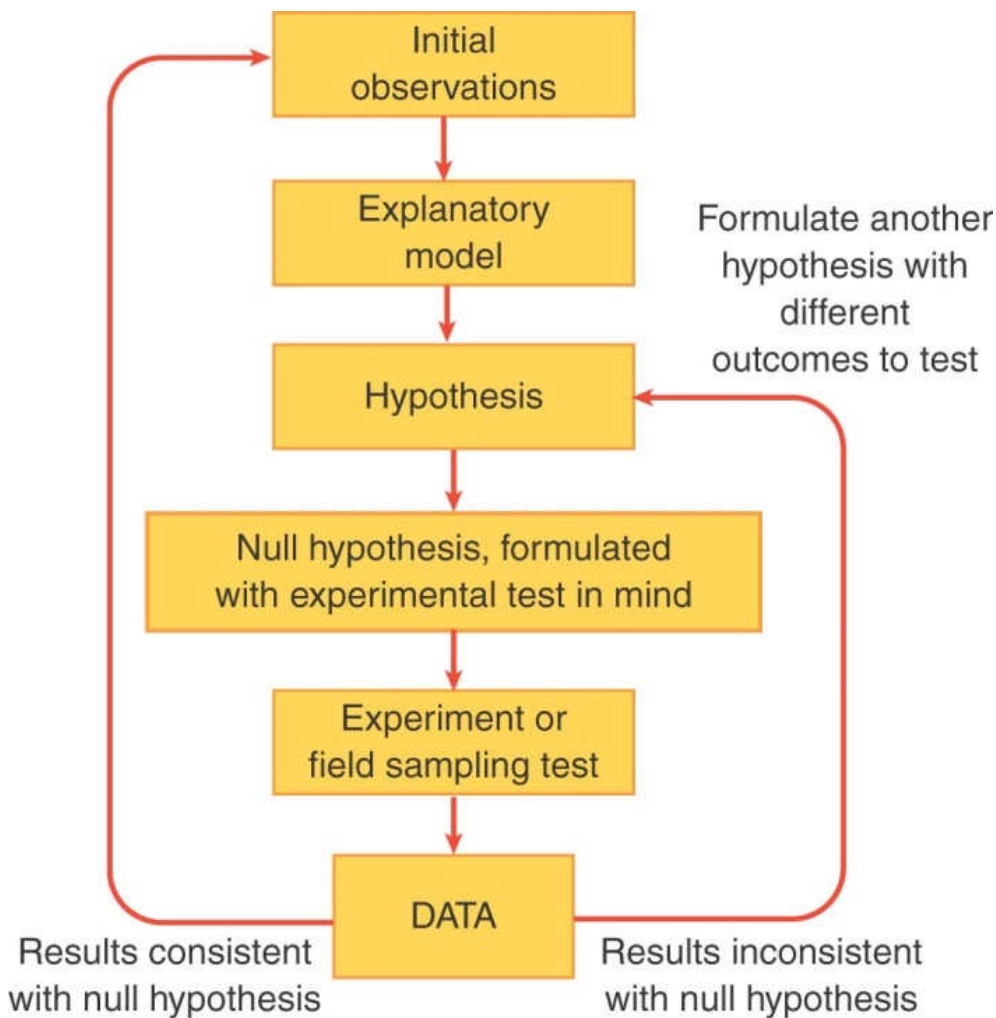 Initial
observations
Explanatory
model
Formulate another
hypothesis with
different
outcomes to test
Hypothesis
Null hypothesis, formulated
with experimental test in mind
Experiment or
field sampling test
DATA
Results consistent
with null hypothesis
Results inconsistent
with null hypothesis